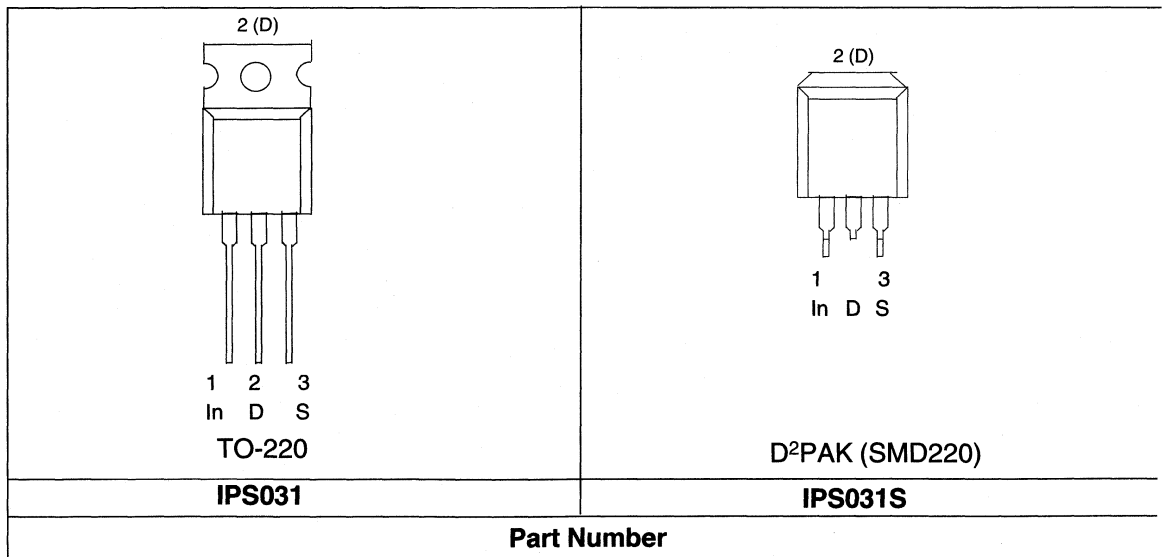 2 (D)
1 2 3
In D S
TO-220
IPS031
2 (D)
1 3
In D S
D²PAK (SMD220)
IPS031S
Part Number